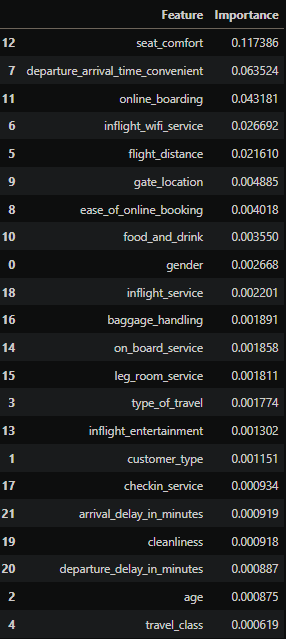 Feature Importance
12 seat_comfort 0.117386
7 departure_arrival_time_convenient 0.063524
11 online_boarding 0.043181
6 inflight_wifi_service 0.026692
5 flight_distance 0.021610
9 gate_location 0.004885
8 ease_of_online_booking 0.004018
10 food_and_drink 0.003550
0 gender 0.002668
18 inflight_service 0.002201
16 baggage_handling 0.001891
14 on_board_service 0.001858
15 leg_room_service 0.001811
3 type_of_travel 0.001774
13 inflight_entertainment 0.001302
1 customer_type 0.001151
17 checkin_service 0.000934
21 arrival_delay_in_minutes 0.000919
19 cleanliness 0.000918
20 departure_delay_in_minutes 0.000887
2 age 0.000875
4 travel_class 0.000619